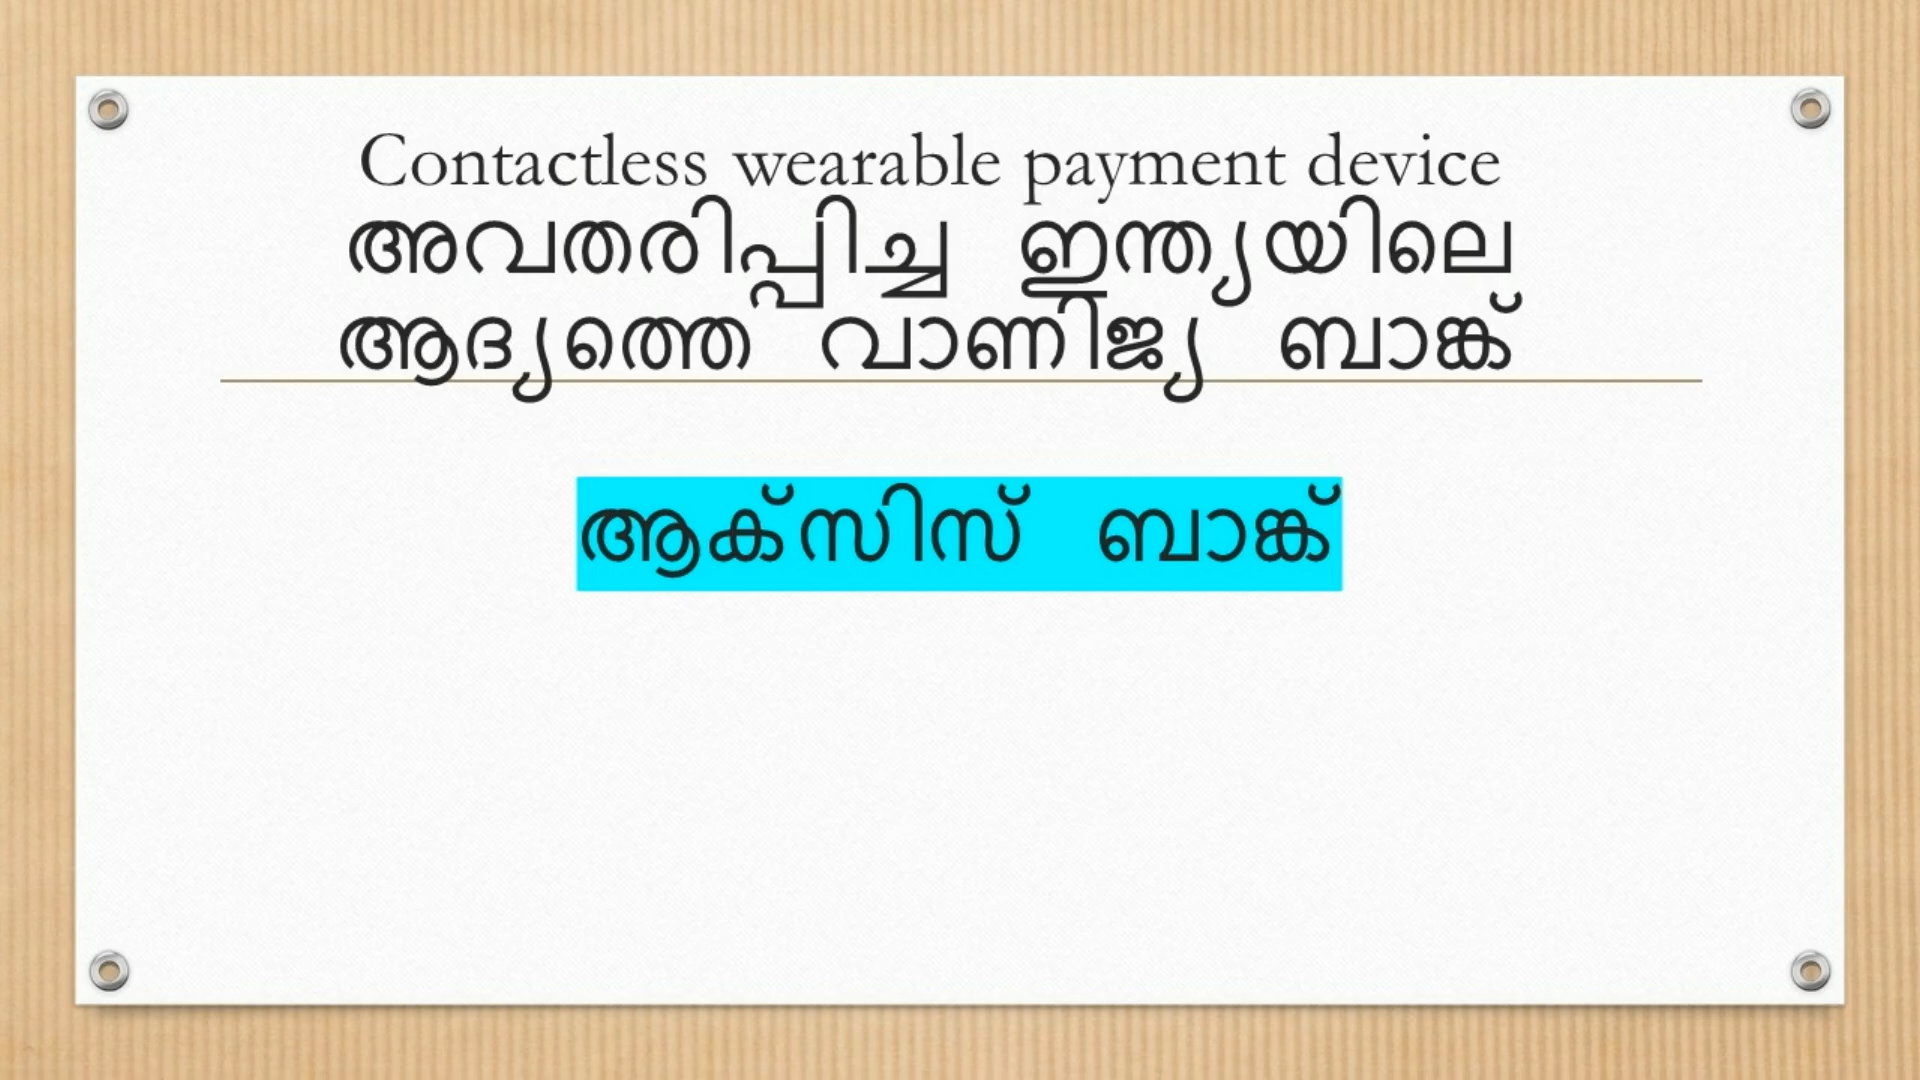 Contactless wearable payment device
അവതരിപ്പിച്ച ഇന്ത്യയിലെ
ആദ്യത്തെ വാണിജ്യ ബാങ്ക്
ആക്സിസ് ബാങ്ക്